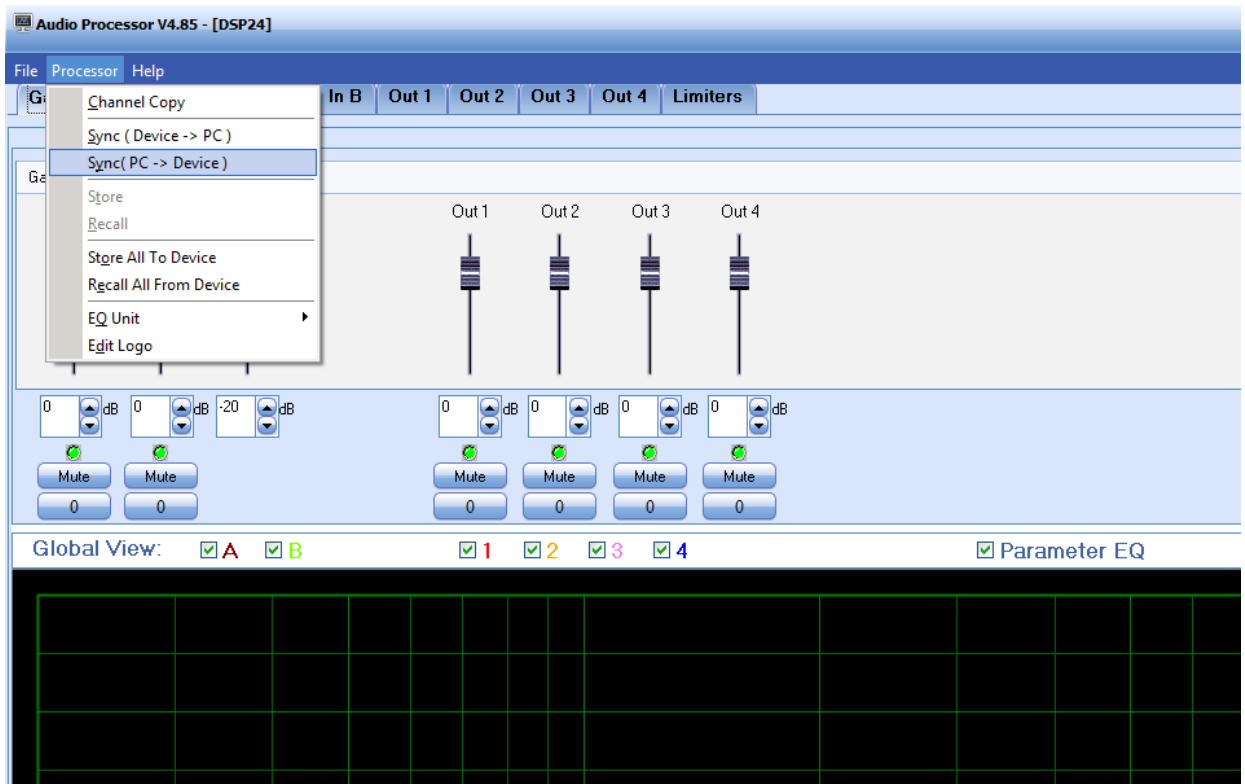 Audio Processor V4.85 - [DSP24]
File Processor Help
In B Out 1 Out 2 Out 3 Out 4 Limiters
Channel Copy
Sync ( Device -> PC )
Sync( PC -> Device )
Store
Recall
Store All To Device
Recall All From Device
EQ Unit
Edit Logo
Out 1 Out 2 Out 3 Out 4
0 dB 0 dB -20 dB 0 dB 0 dB 0 dB 0 dB
Mute Mute Mute Mute Mute Mute
0 0 0 0 0 0
Global View: A B 1 2 3 4 Parameter EQ